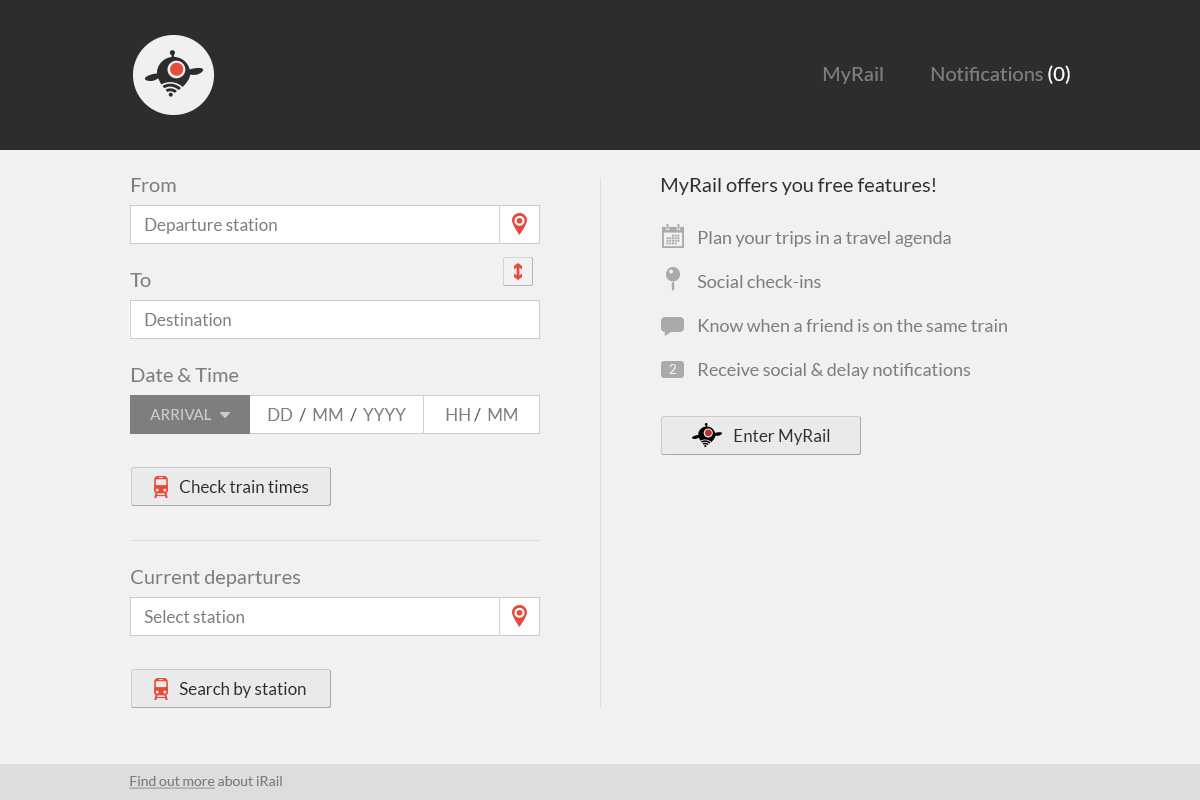 MyRail
Notifications (0)
From
Departure station
To
Destination
Date & Time
ARRIVAL
DD / MM / YYYY
HH / MM
Check train times
Current departures
Select station
Search by station
MyRail offers you free features!
Plan your trips in a travel agenda
Social check-ins
Know when a friend is on the same train
2 Receive social & delay notifications
Enter MyRail
Find out more about iRail